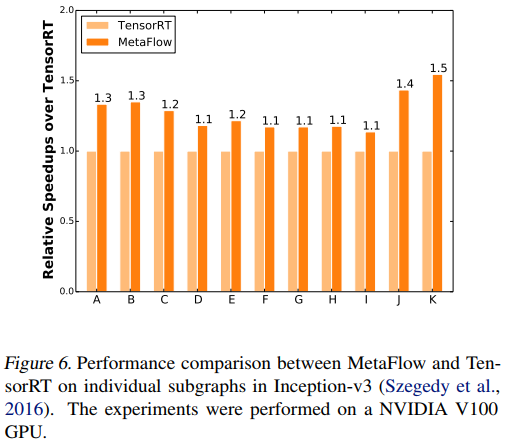 2.0
TensorRT
MetaFlow
Relative Speedups over TensorRT
1.5
1.0
0.5
0.0
1.3
1.3
1.2
1.1
1.2
1.1
1.1
1.1
1.1
1.4
1.5
A B C D E F G H I J K
Figure 6. Performance comparison between MetaFlow and Ten-
sorRT on individual subgraphs in Inception-v3 (Szegedy et al.,
2016). The experiments were performed on a NVIDIA V100
GPU.